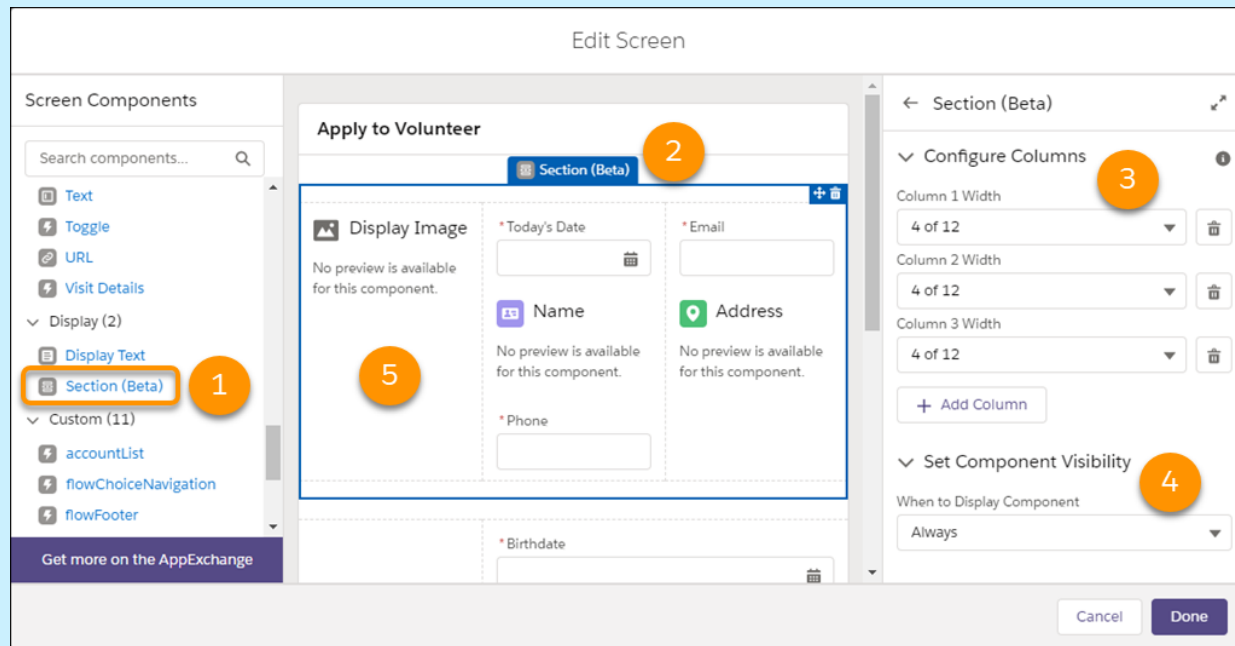 Edit Screen
Screen Components
Search components...
Text
Toggle
URL
Visit Details
Display (2)
Display Text
Section (Beta)
1
Custom (11)
accountList
flowChoiceNavigation
flowFooter
Get more on the AppExchange
Apply to Volunteer
2
Section (Beta)
Display Image
No preview is available
for this component.
5
*Today's Date
Name
No preview is available
for this component.
*Phone
*Email
Address
No preview is available
for this component.
*Birthdate
Section (Beta)
Configure Columns
3
Column 1 Width
4 of 12
Column 2 Width
4 of 12
Column 3 Width
4 of 12
+ Add Column
Set Component Visibility
4
When to Display Component
Always
Cancel
Done